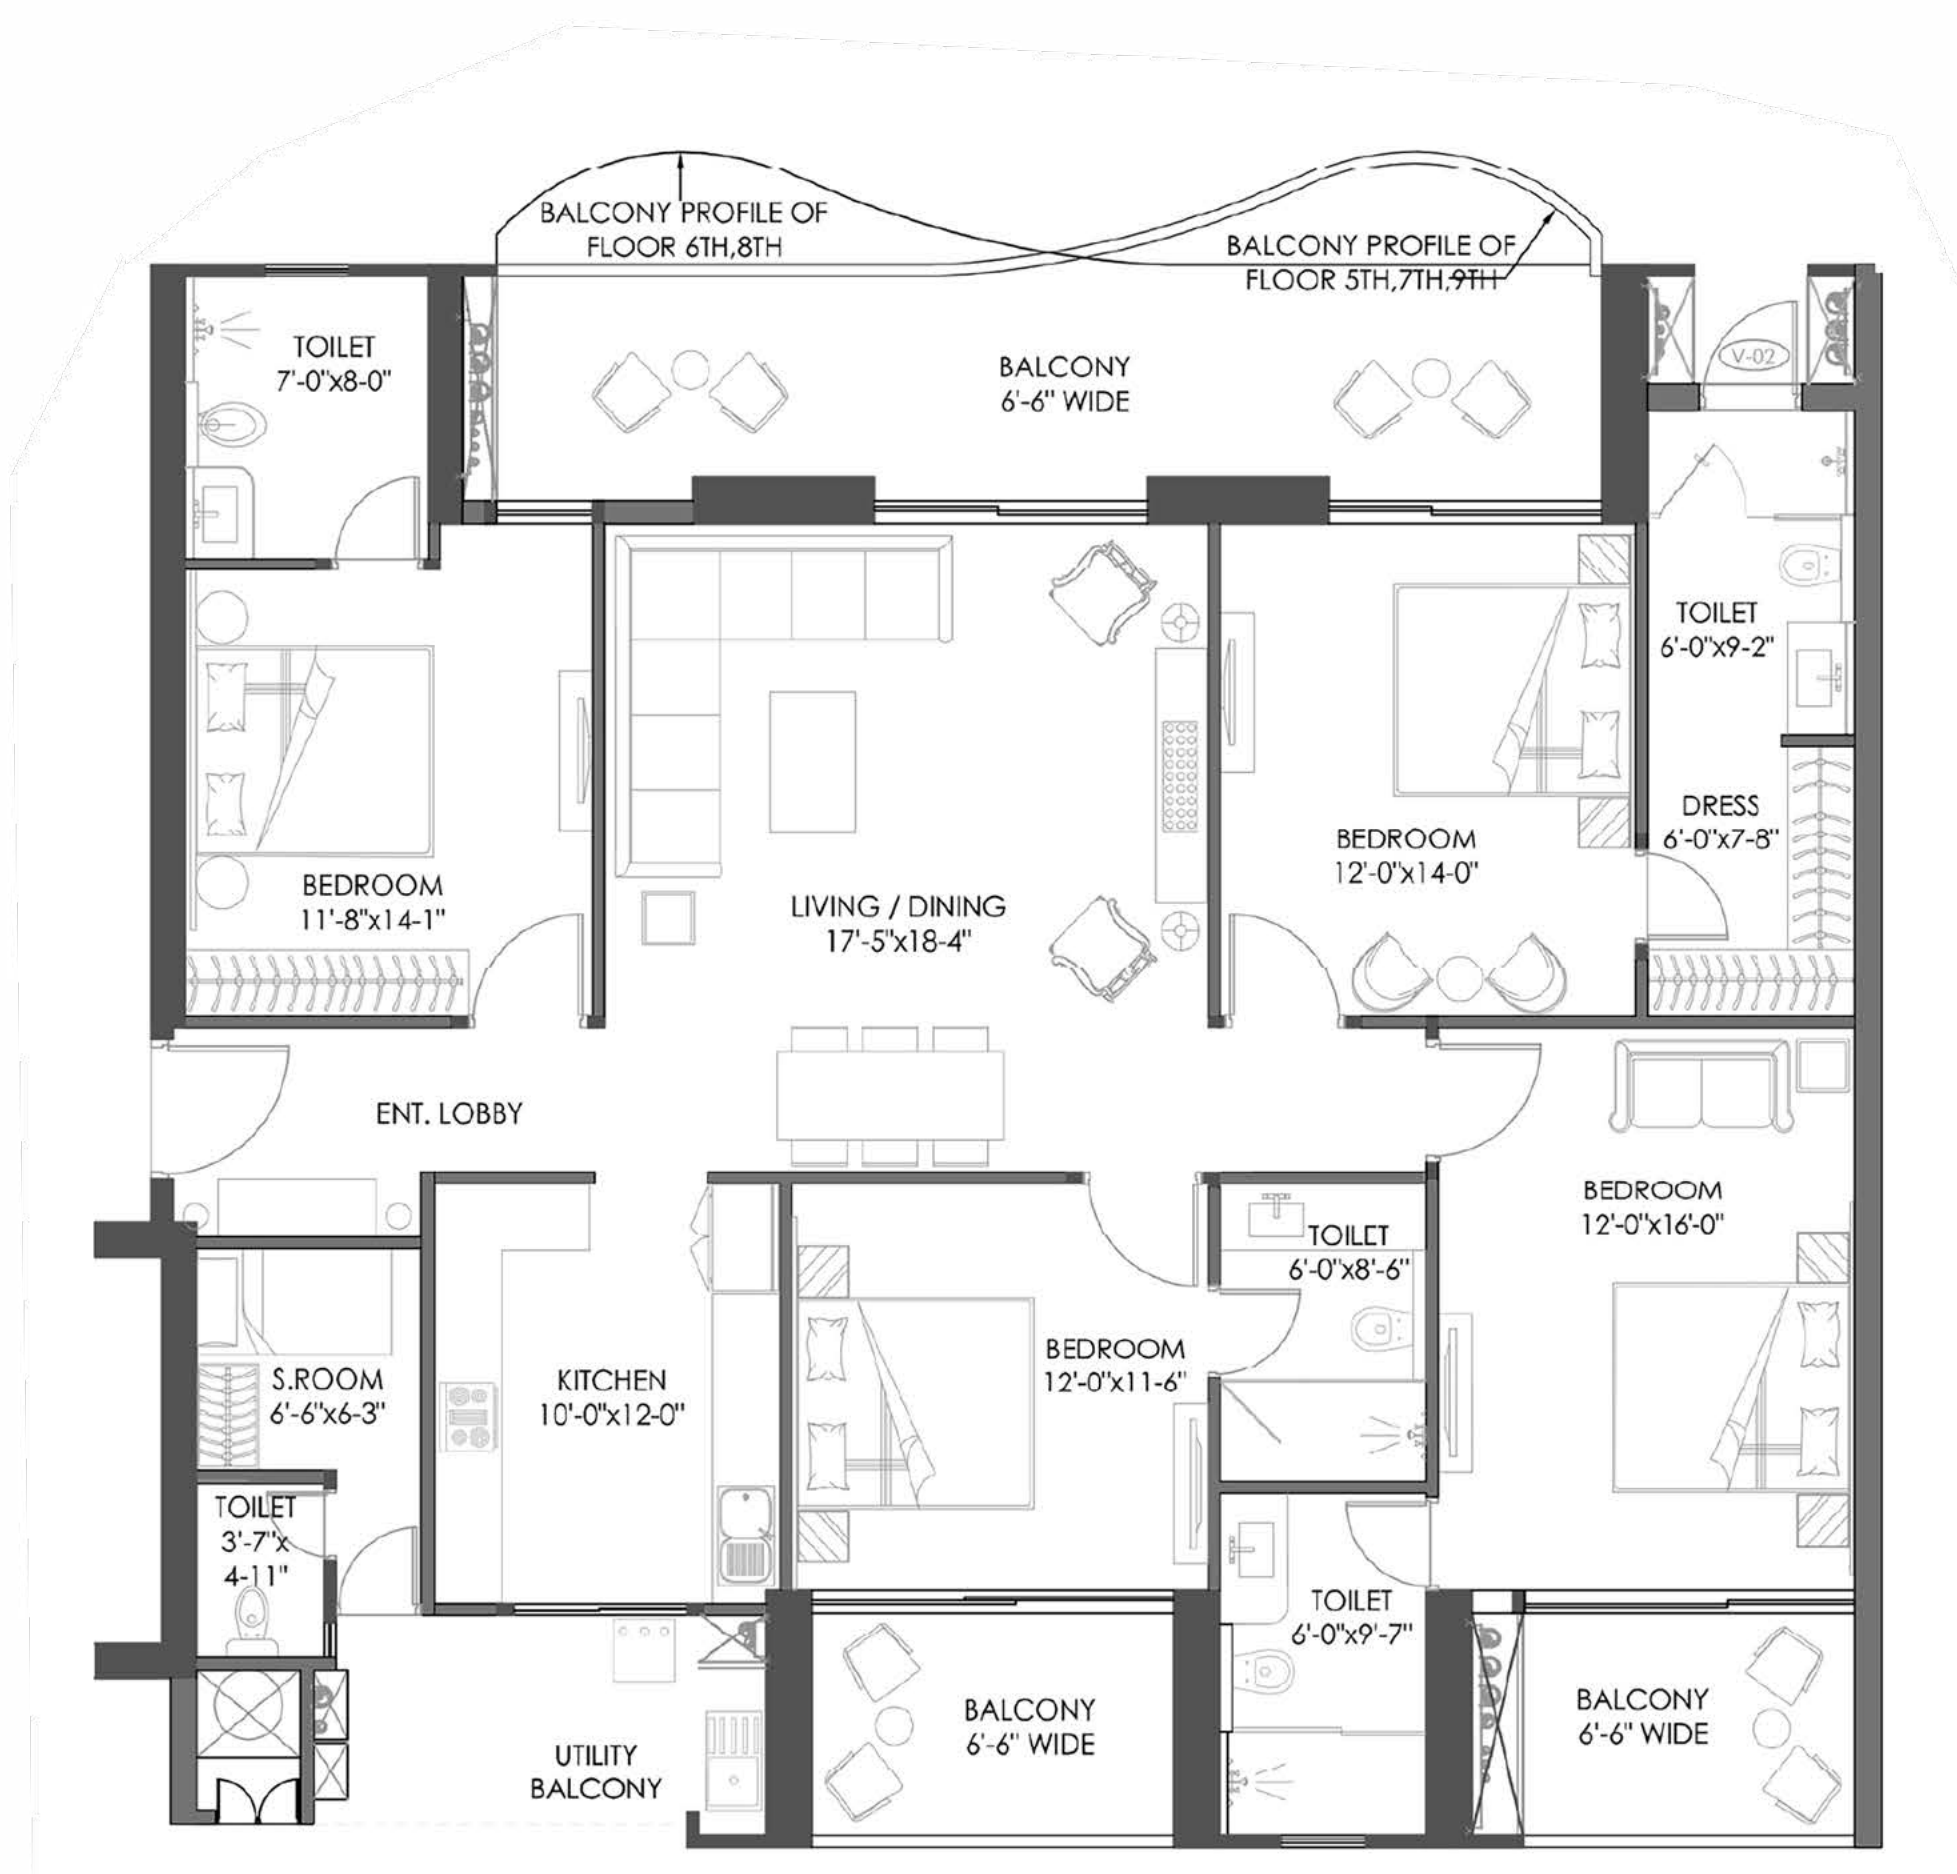 BALCONY PROFILE OF
FLOOR 6TH,8TH
BALCONY PROFILE OF
FLOOR 5TH,7TH,9TH
TOILET
7'-0"x8-0"
BALCONY
6'-6" WIDE
V-02
TOILET
6'-0"x9-2"
DRESS
6'-0"x7-8"
BEDROOM
12'-0"x14-0"
BEDROOM
11'-8"x14-1"
LIVING / DINING
17'-5"x18-4"
ENT. LOBBY
BEDROOM
12'-0"x16'-0"
TOILET
6'-0"x8'-6"
BEDROOM
12'-0"x11-6"
KITCHEN
10'-0"x12-0"
S.ROOM
6'-6"x6-3"
TOILET
3'-7"x
4-11"
TOILET
6'-0"x9'-7"
BALCONY
6'-6" WIDE
BALCONY
6'-6" WIDE
UTILITY
BALCONY